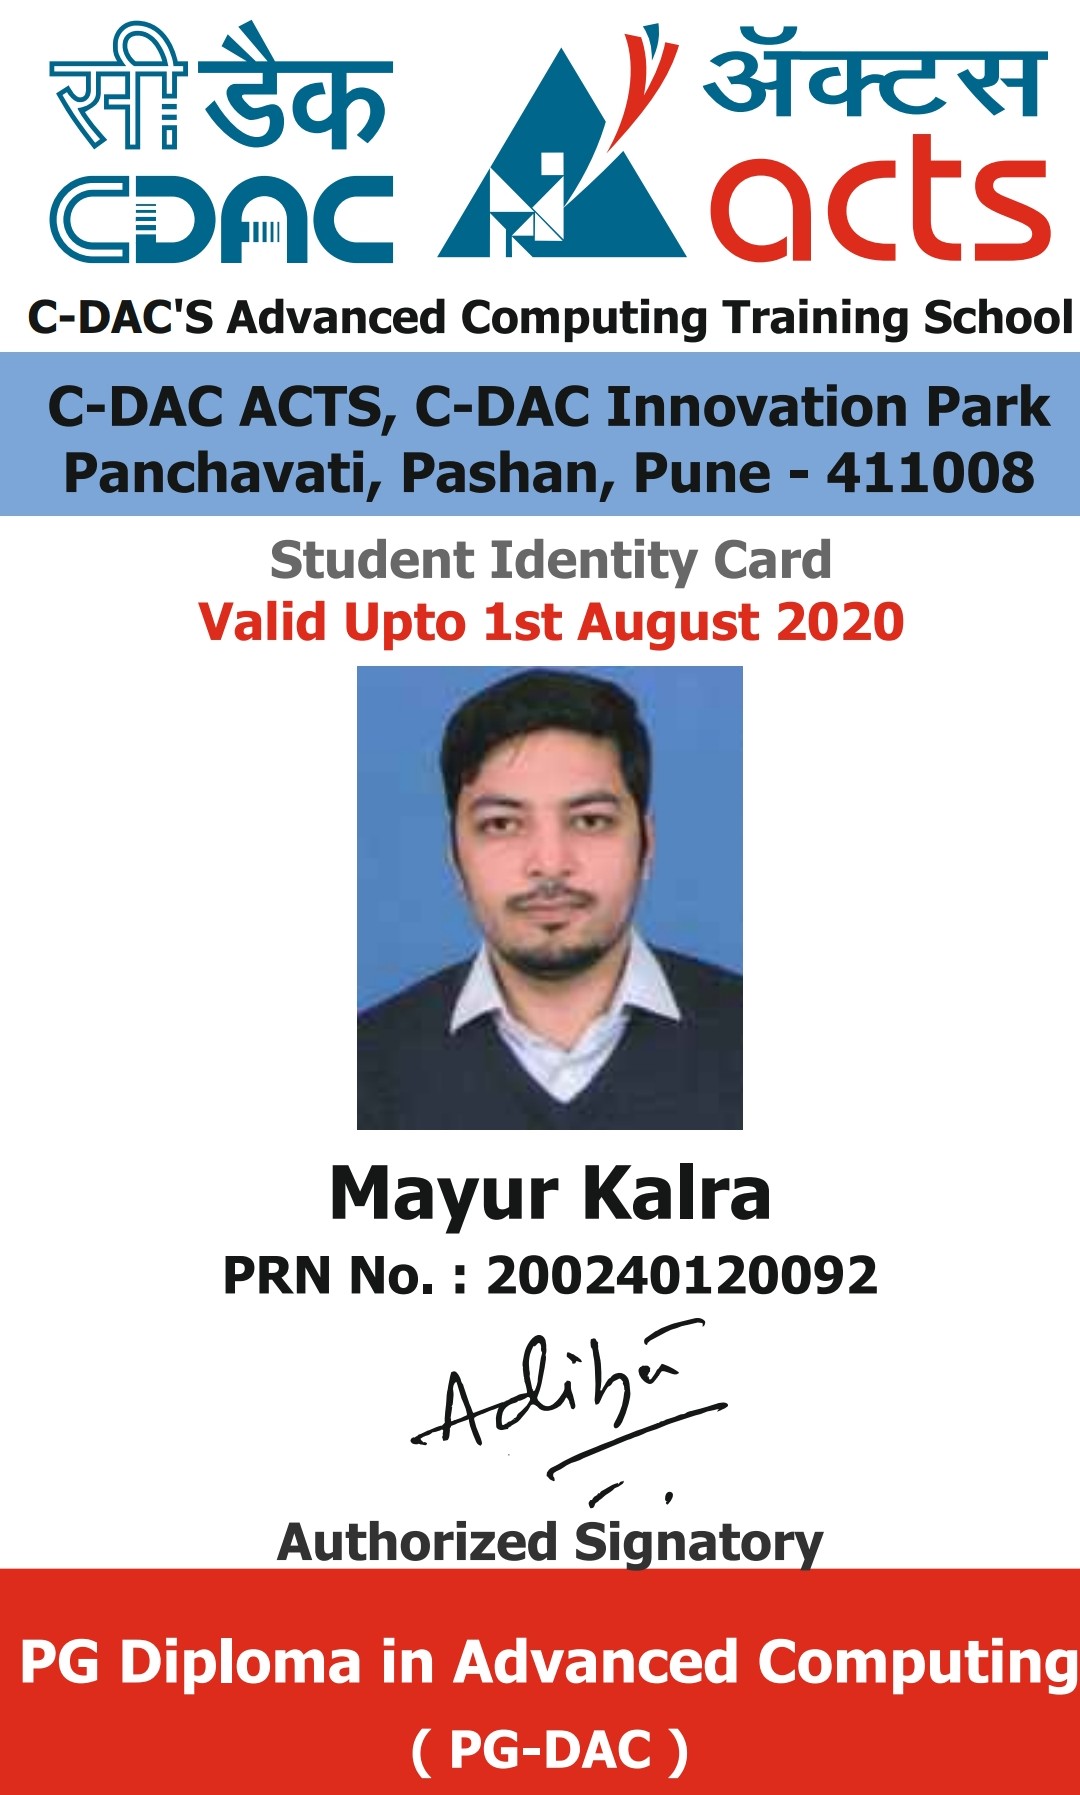 सी डैक
CDAC
ॲक्टस
acts
C-DAC'S Advanced Computing Training School
C-DAC ACTS, C-DAC Innovation Park
Panchavati, Pashan, Pune - 411008
Student Identity Card
Valid Upto 1st August 2020
Mayur Kalra
PRN No. : 200240120092
Authorized Signatory
PG Diploma in Advanced Computing
( PG-DAC )